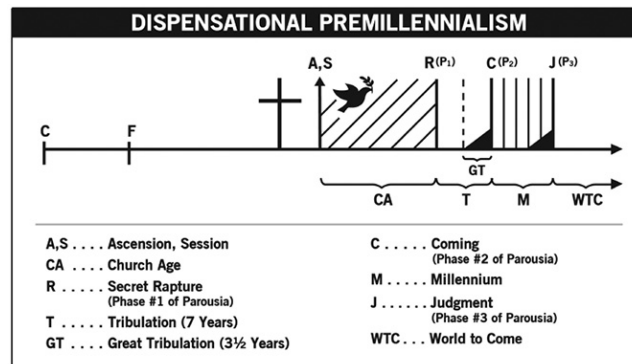 DISPENSATIONAL PREMILLENNIALISM
A,S R(P₁) C(P₂) J(P₃)
C F
GT
CA T M WTC
A,S . . . . Ascension, Session
CA . . . . Church Age
R . . . . . Secret Rapture
(Phase #1 of Parousia)
T . . . . . Tribulation (7 Years)
GT . . . . Great Tribulation (3½ Years)
C . . . . . Coming
(Phase #2 of Parousia)
M . . . . . Millennium
J . . . . . . Judgment
(Phase #3 of Parousia)
WTC . . . World to Come